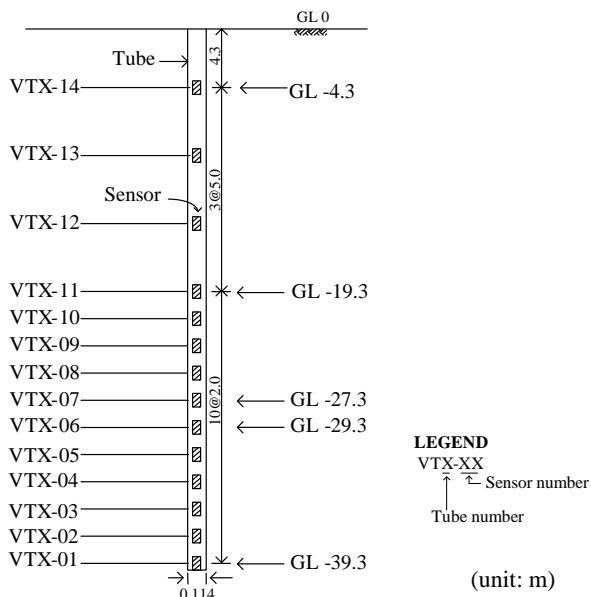 GL 0
4.3
Tube
VTX-14
GL -4.3
VTX-13
3@5.0
Sensor
VTX-12
VTX-11
GL -19.3
VTX-10
VTX-09
VTX-08
10@2.0
VTX-07
GL -27.3
VTX-06
GL -29.3
VTX-05
VTX-04
VTX-03
VTX-02
VTX-01
GL -39.3
0.114
LEGEND
VTX-XX
Sensor number
Tube number
(unit: m)